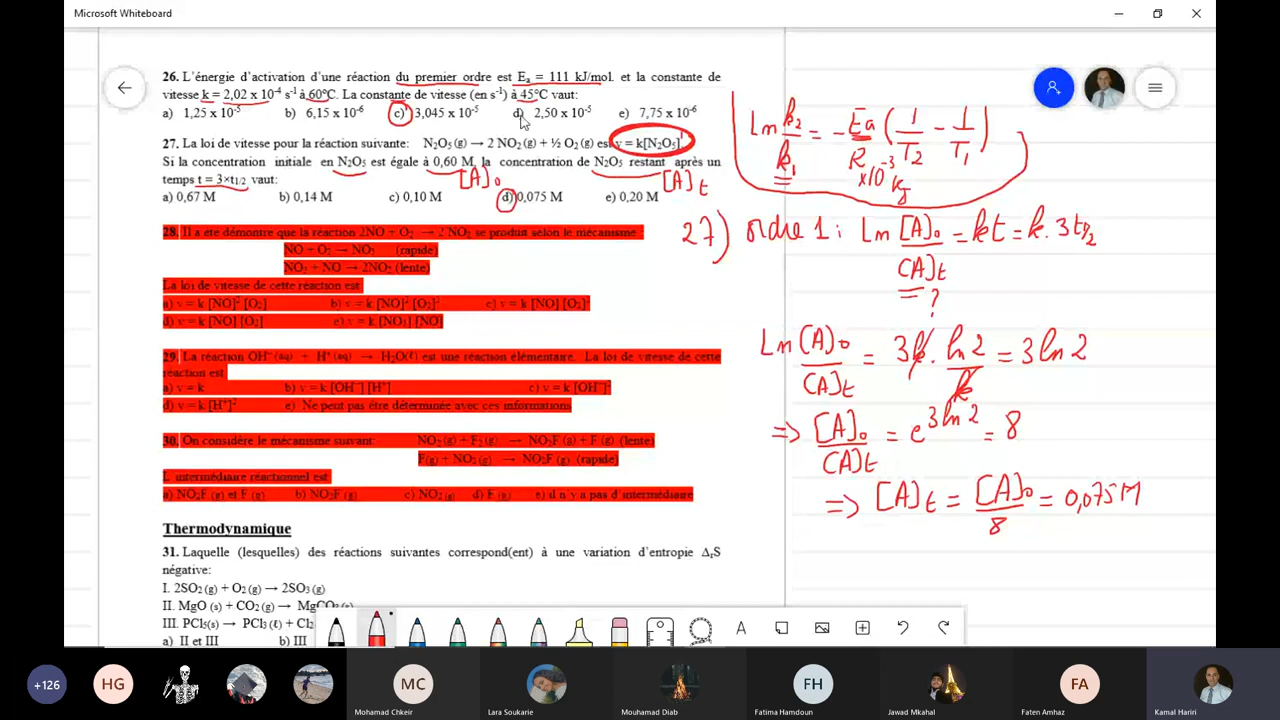 Microsoft Whiteboard
26. L'énergie d'activation d'une réaction du premier ordre est Ea = 111 kJ/mol. et la constante de
vitesse k = 2,02 x 10⁻⁴ s⁻¹ à 60°C. La constante de vitesse (en s⁻¹) à 45°C vaut:
a) 1,25 x 10⁻⁵ b) 6,15 x 10⁻⁶ c) 3,045 x 10⁻⁵ d) 2,50 x 10⁻⁵ e) 7,75 x 10⁻⁶
27. La loi de vitesse pour la réaction suivante: N₂O₅ (g) → 2 NO₂ (g) + ½ O₂ (g) est v = k[N₂O₅].
Si la concentration initiale en N₂O₅ est égale à 0,60 M, la concentration de N₂O₅ restant après un
temps t = 3×t1/2 vaut:
[A]₀ [A]t
a) 0,67 M b) 0,14 M c) 0,10 M d) 0,075 M e) 0,20 M
28. Il a été démontré que la réaction 2NO + O₂ → 2 NO₂ se produit selon le mécanisme :
NO + O₂ → NO₃ (rapide)
NO₃ + NO → 2NO₂ (lente)
La loi de vitesse de cette réaction est
a) v = k [NO]² [O₂] b) v = k [NO]² [O₂]² c) v = k [NO] [O₂]²
d) v = k [NO] [O₂] e) v = k [NO₃] [NO]
29. La réaction OH⁻ (aq) + H⁺ (aq) → H₂O(ℓ) est une réaction élémentaire. La loi de vitesse de cette
réaction est
a) v = k b) v = k [OH⁻] [H⁺] c) v = k [OH⁻]²
d) v = k [H⁺]² e) Ne peut pas être déterminée avec ces informations
30. On considère le mécanisme suivant: NO₂ (g) + F₂ (g) → NO₂F (g) + F (g) (lente)
F(g) + NO₂ (g) → NO₂F (g) (rapide)
L'intermédiaire réactionnel est
a) NO₂F (g) et F (g) b) NO₂F (g) c) NO₂ (g) d) F (g) e) il n'y a pas d'intermédiaire
Thermodynamique
31. Laquelle (lesquelles) des réactions suivantes correspond(ent) à une variation d'entropie ΔrS
négative:
I. 2SO₂ (g) + O₂ (g) → 2SO₃ (g)
II. MgO (s) + CO₂ (g) → MgCO₃
III. PCl₅(s) → PCl₃ (ℓ) + Cl₂
a) II et III b) III
Ln k₂/k₁ = - Ea/R (1/T₂ - 1/T₁)
×10⁻³ kJ
27) ordre 1 : Ln [A]₀/[A]t = kt = k. 3t1/2
?
Ln [A]₀/[A]t = 3k. ln 2/k = 3 ln 2
=> [A]₀/[A]t = e^3 ln 2 = 8
=> [A]t = [A]₀/8 = 0,075 M
A
+126
HG
MC
FH
FA
Mohamad Chkeir
Lara Soukarie
Mouhamad Diab
Fatima Hamdoun
Jawad Mkahal
Faten Amhaz
Kamal Hariri